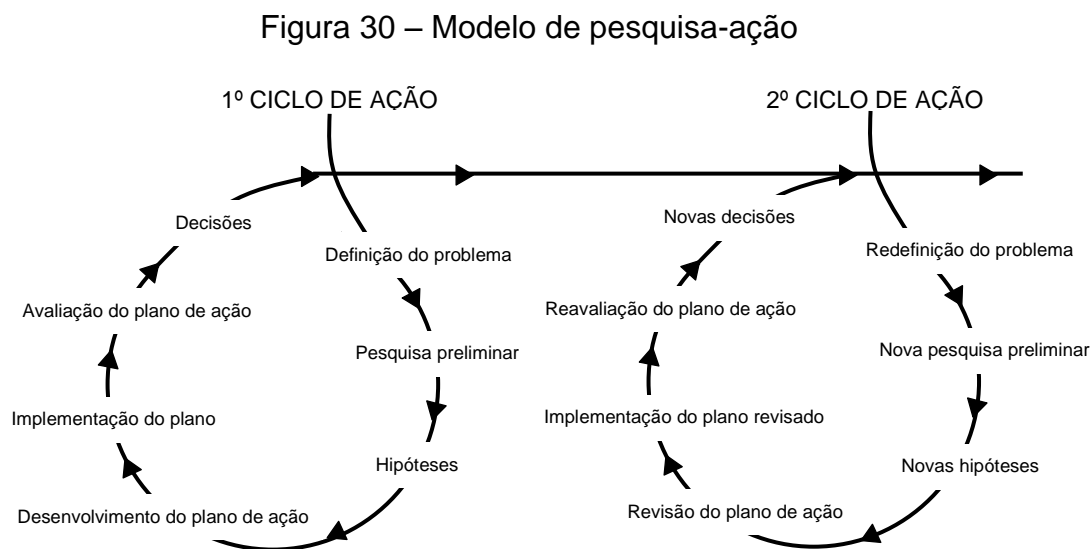 Figura 30 – Modelo de pesquisa-ação
1º CICLO DE AÇÃO
Definição do problema
Pesquisa preliminar
Hipóteses
Desenvolvimento do plano de ação
Implementação do plano
Avaliação do plano de ação
Decisões
2º CICLO DE AÇÃO
Redefinição do problema
Nova pesquisa preliminar
Novas hipóteses
Revisão do plano de ação
Implementação do plano revisado
Reavaliação do plano de ação
Novas decisões